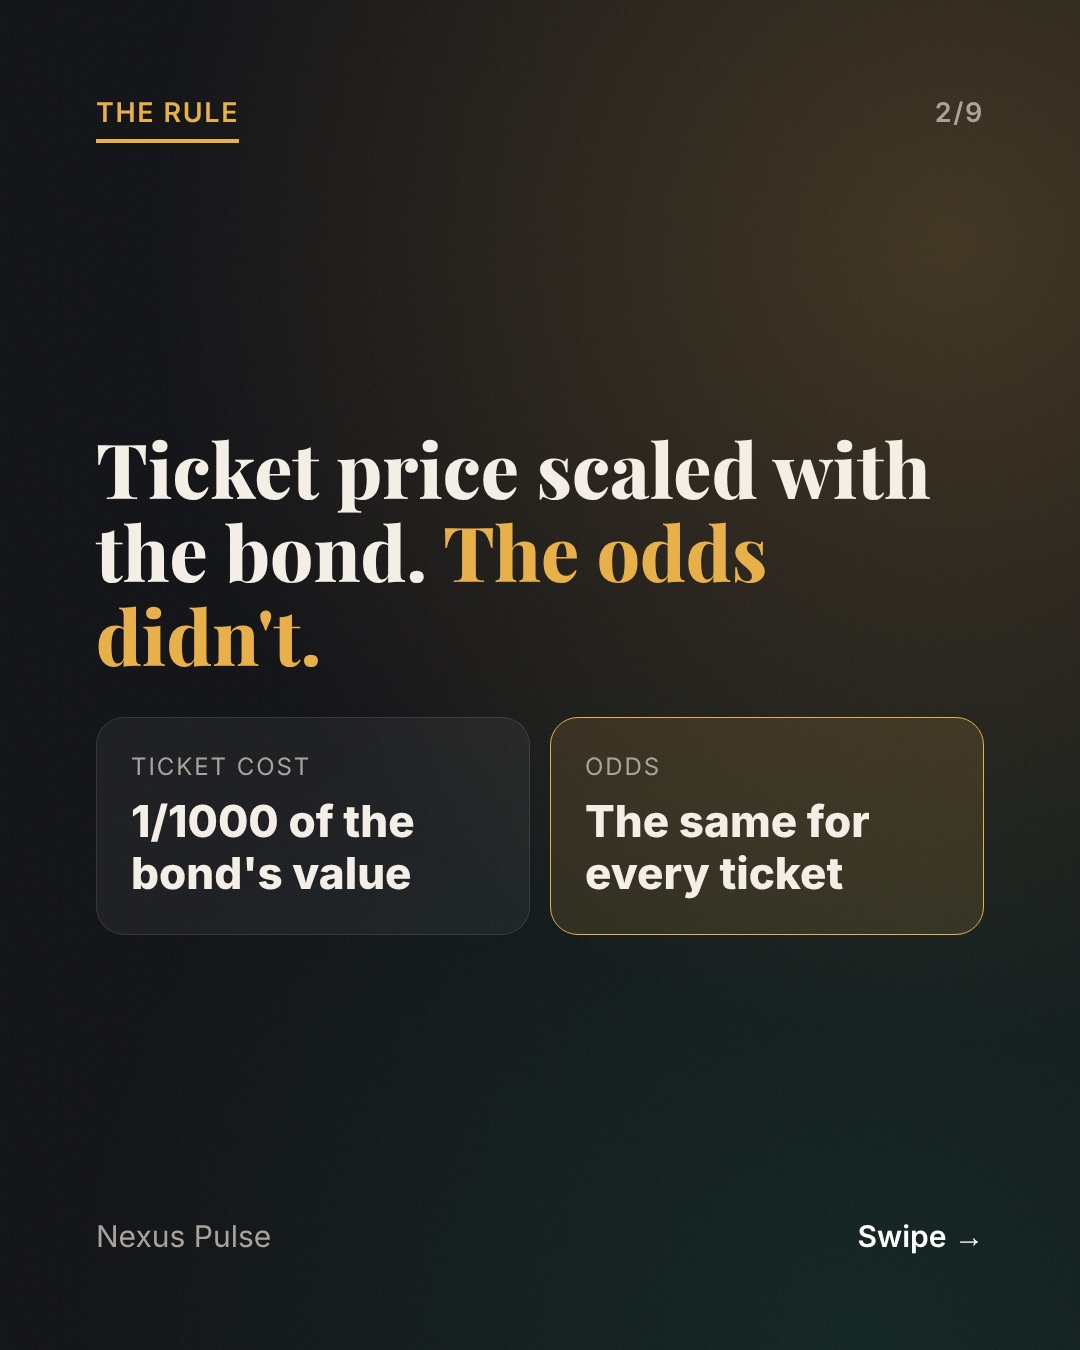 THE RULE
2/9
Ticket price scaled with
the bond. The odds
didn't.
TICKET COST
1/1000 of the
bond's value
ODDS
The same for
every ticket
Nexus Pulse
Swipe →